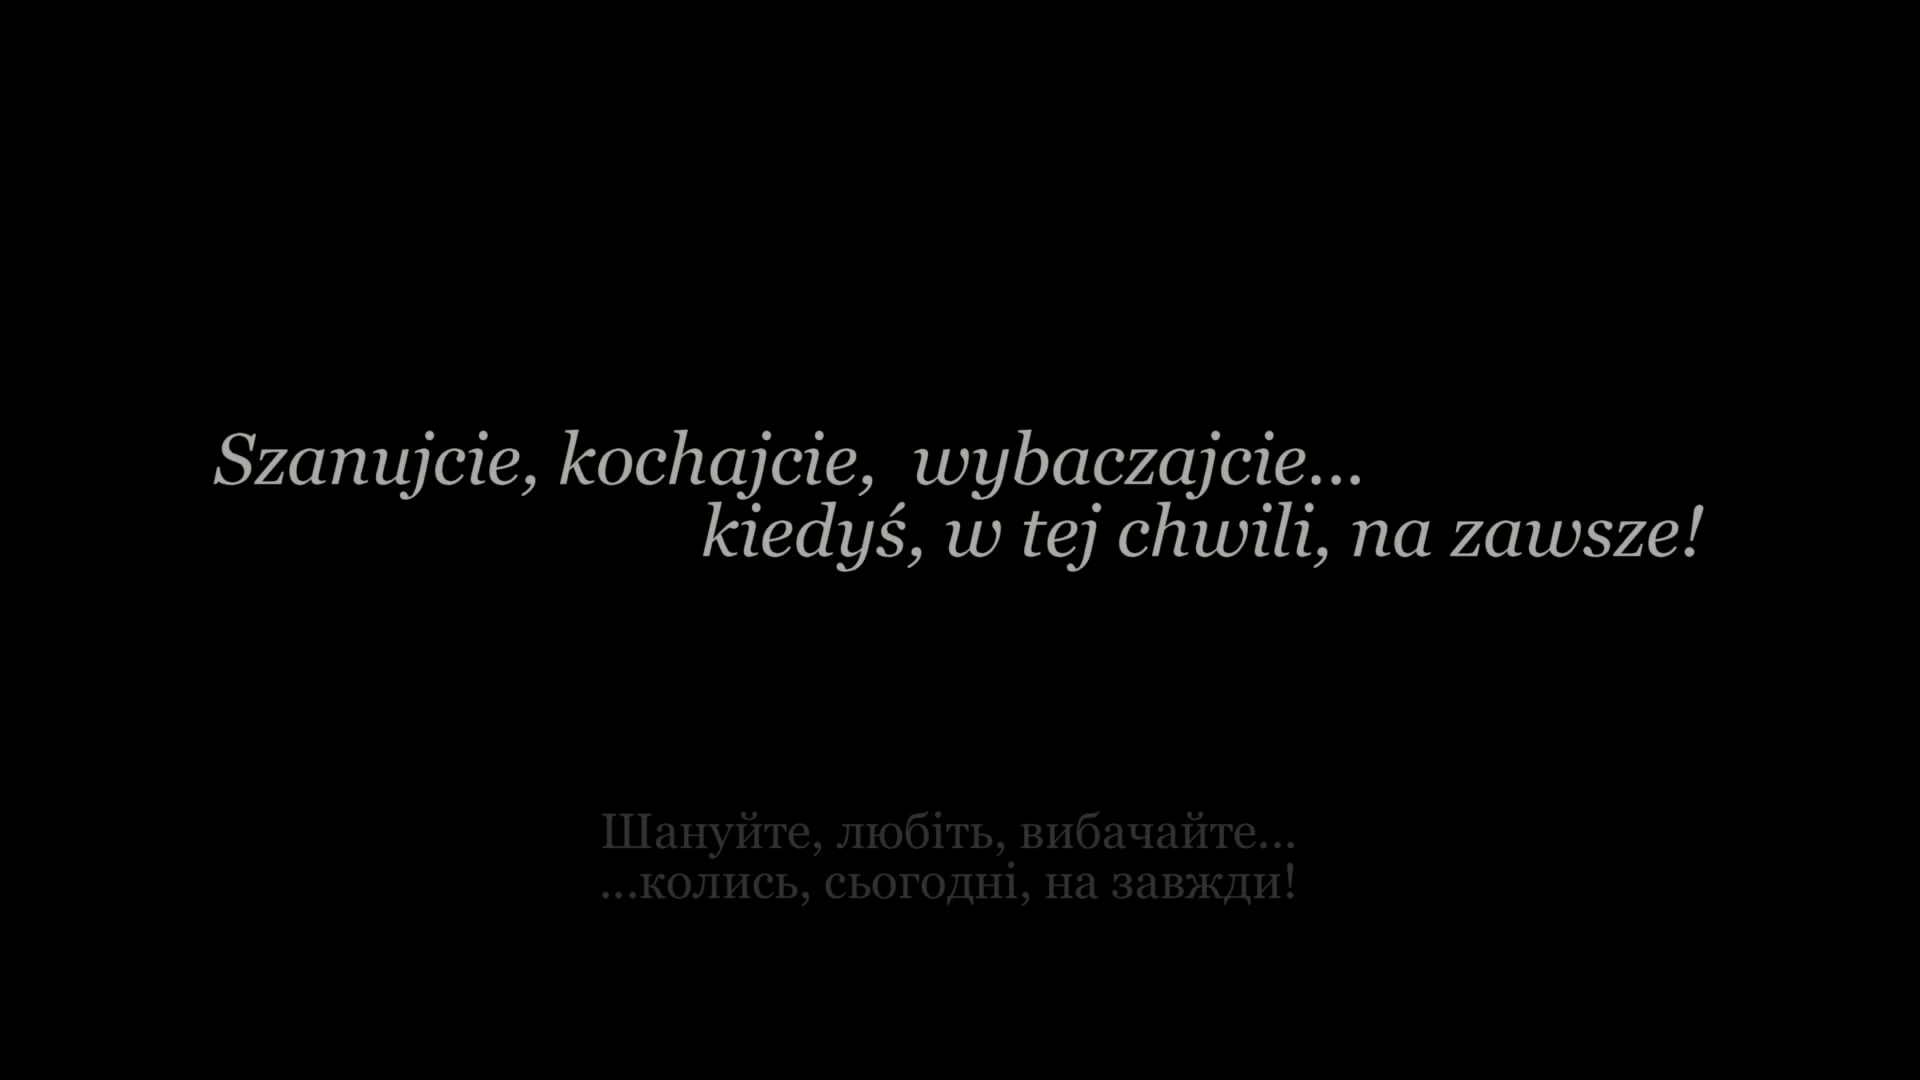 Szanujcie, kochajcie,  wybaczajcie...
kiedyś, w tej chwili, na zawsze!
Шануйте, любіть, вибачайте...
...колись, сьогодні, на завжди!